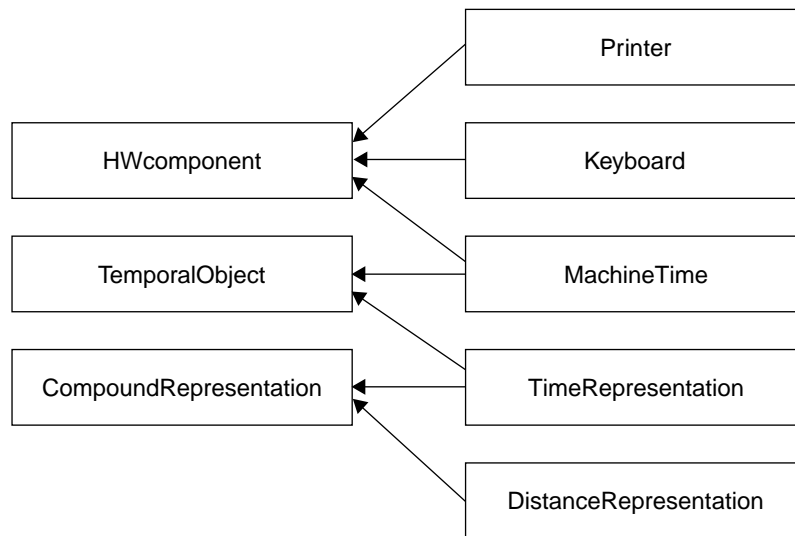 Printer
HWcomponent
Keyboard
TemporalObject
MachineTime
CompoundRepresentation
TimeRepresentation
DistanceRepresentation